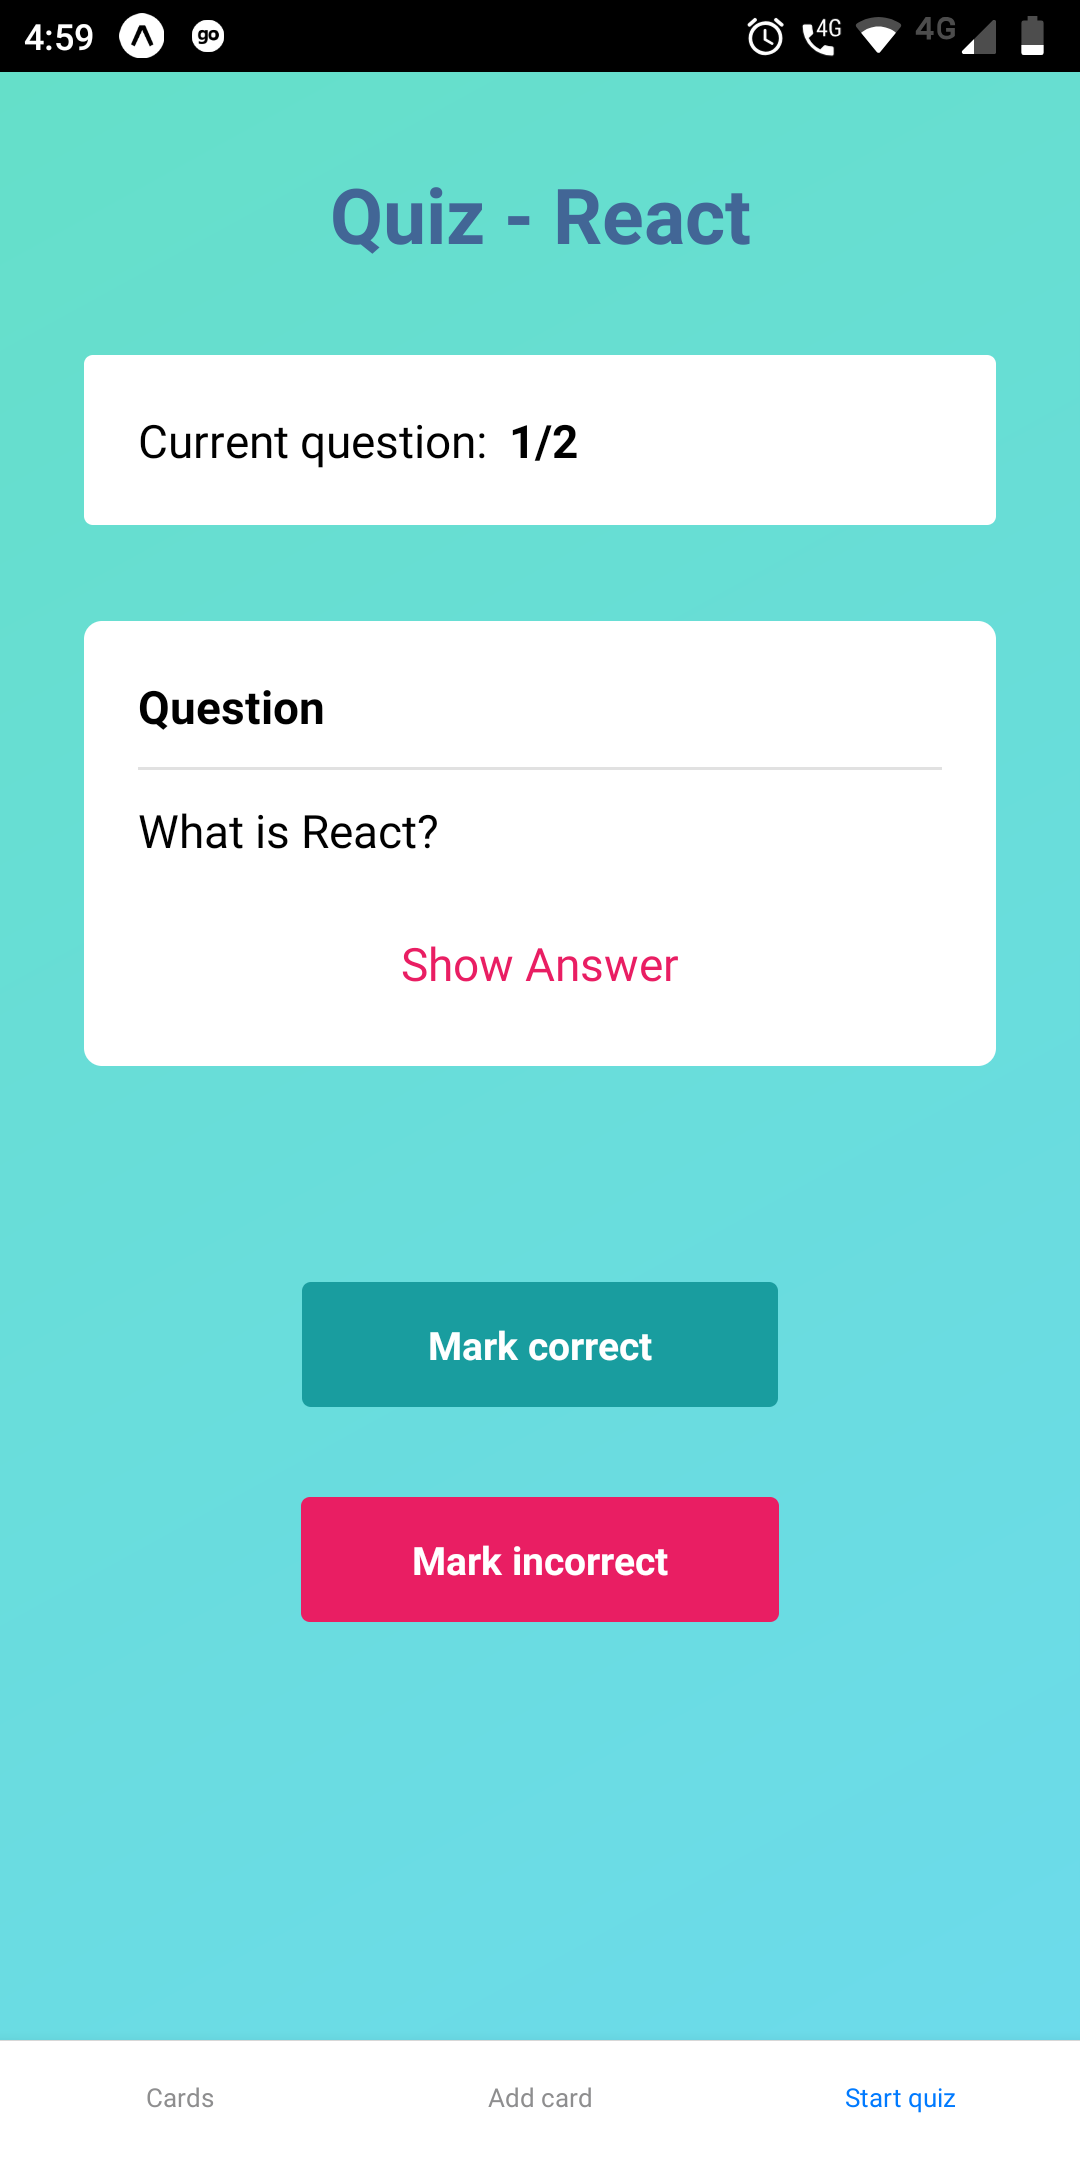 4:59 go 4G 4G
Quiz - React
Current question: 1/2
Question
What is React?
Show Answer
Mark correct
Mark incorrect
Cards Add card Start quiz